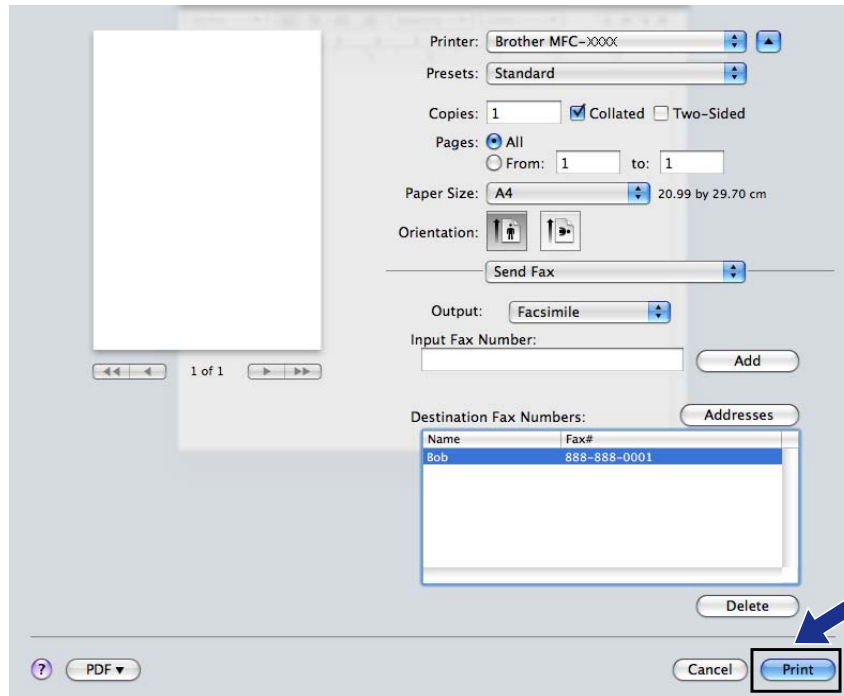 Printer: Brother MFC-XXXX
Presets: Standard
Copies: 1 Collated Two-Sided
Pages: All
From: 1 to: 1
Paper Size: A4 20.99 by 29.70 cm
Orientation:
Send Fax
Output: Facsimile
Input Fax Number:
Add
1 of 1
Destination Fax Numbers: Addresses
Name Fax#
Bob 888-888-0001
Delete
? PDF Cancel Print